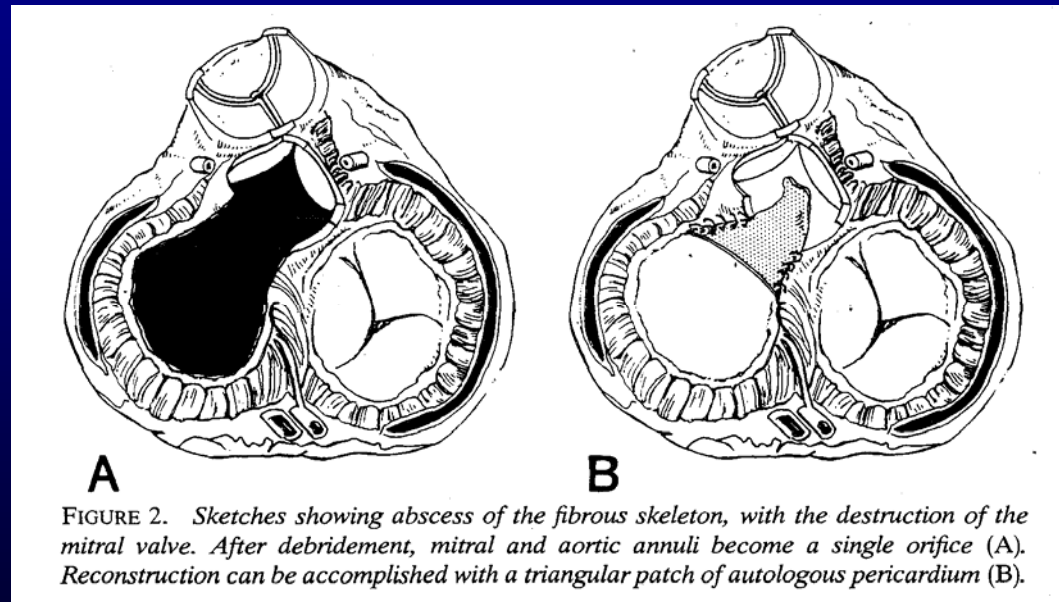 A
B
FIGURE 2. Sketches showing abscess of the fibrous skeleton, with the destruction of the
mitral valve. After debridement, mitral and aortic annuli become a single orifice (A).
Reconstruction can be accomplished with a triangular patch of autologous pericardium (B).